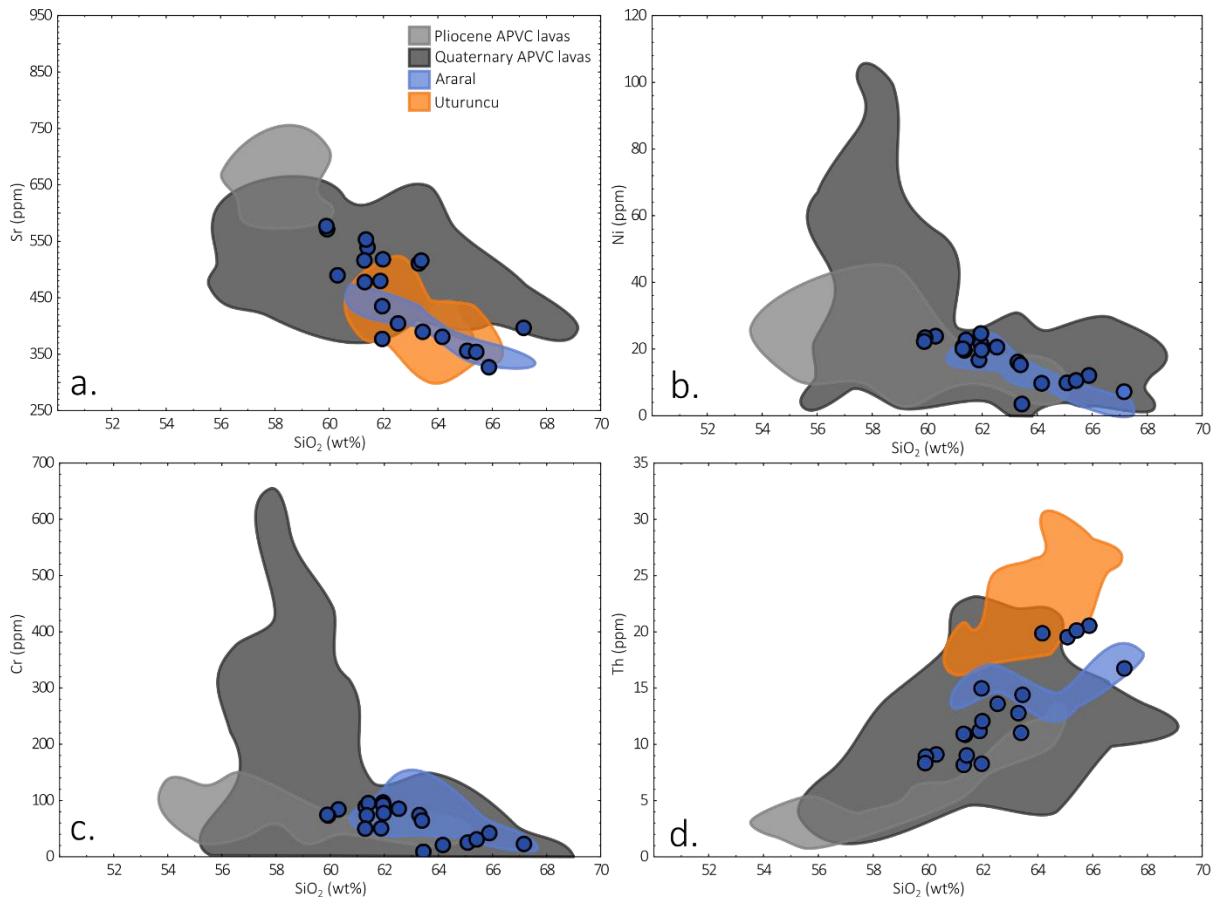 950
850
750
650
550
450
350
250
Sr (ppm)
Pliocene APVC lavas
Quaternary APVC lavas
Araral
Uturuncu
a.
52 54 56 58 60 62 64 66 68 70
SiO₂ (wt%)
120
100
80
60
40
20
0
Ni (ppm)
b.
52 54 56 58 60 62 64 66 68 70
SiO₂ (wt%)
700
600
500
400
300
200
100
0
Cr (ppm)
c.
52 54 56 58 60 62 64 66 68 70
SiO₂ (wt%)
35
30
25
20
15
10
5
0
Th (ppm)
d.
52 54 56 58 60 62 64 66 68 70
SiO₂ (wt%)